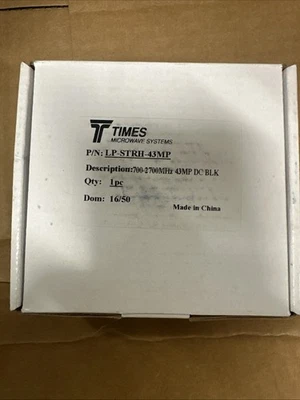 TIMES
MICROWAVE SYSTEMS
P/N: LP-STRH-43MP
Description:700-2700MHz 43MP DC BLK
Qty: 1pc
Dom: 16/50
Made in China